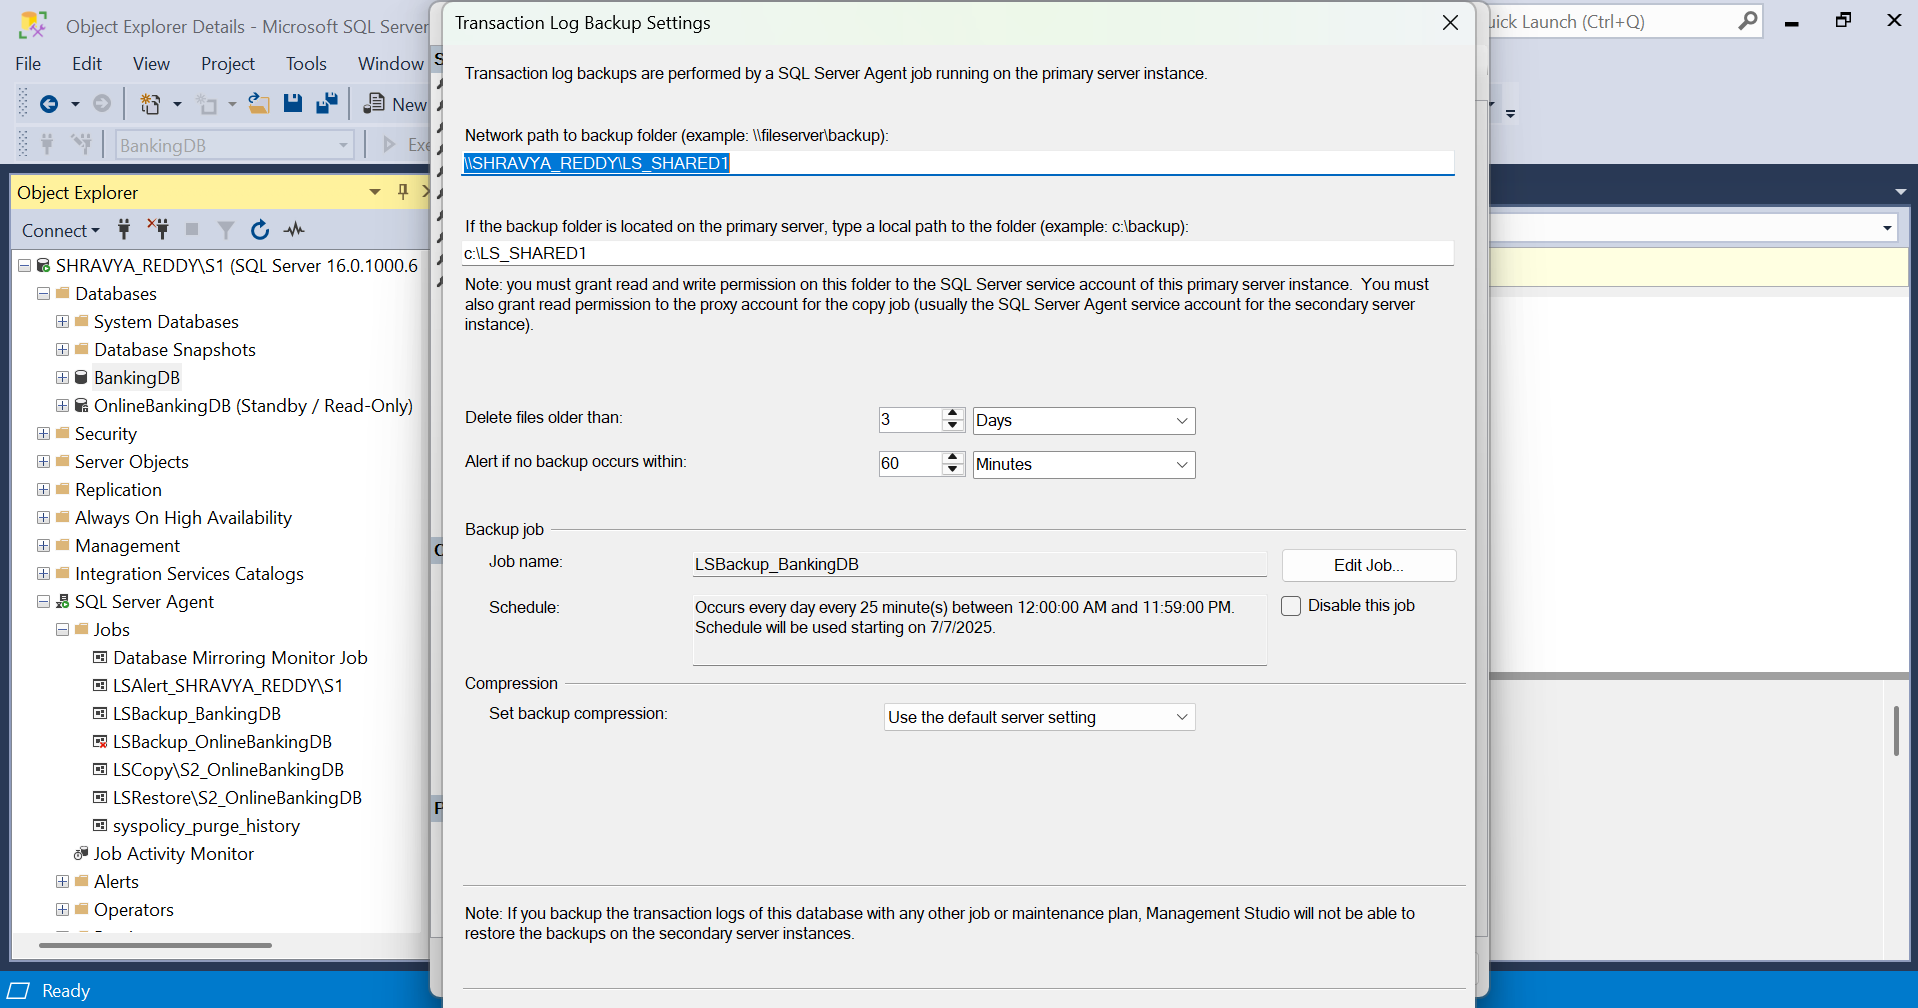 Object Explorer Details - Microsoft SQL Server
File Edit View Project Tools Window
New
BankingDB
Exe
Object Explorer
Connect
SHRAVYA_REDDY\S1 (SQL Server 16.0.1000.6
Databases
System Databases
Database Snapshots
BankingDB
OnlineBankingDB (Standby / Read-Only)
Security
Server Objects
Replication
Always On High Availability
Management
Integration Services Catalogs
SQL Server Agent
Jobs
Database Mirroring Monitor Job
LSAlert_SHRAVYA_REDDY\S1
LSBackup_BankingDB
LSBackup_OnlineBankingDB
LSCopy\S2_OnlineBankingDB
LSRestore\S2_OnlineBankingDB
syspolicy_purge_history
Job Activity Monitor
Alerts
Operators
Ready
Transaction Log Backup Settings
Transaction log backups are performed by a SQL Server Agent job running on the primary server instance.
Network path to backup folder (example: \\fileserver\backup):
\\SHRAVYA_REDDY\LS_SHARED1
If the backup folder is located on the primary server, type a local path to the folder (example: c:\backup):
c:\LS_SHARED1
Note: you must grant read and write permission on this folder to the SQL Server service account of this primary server instance.  You must
also grant read permission to the proxy account for the copy job (usually the SQL Server Agent service account for the secondary server
instance).
Delete files older than: 3 Days
Alert if no backup occurs within: 60 Minutes
Backup job
Job name: LSBackup_BankingDB Edit Job...
Schedule: Occurs every day every 25 minute(s) between 12:00:00 AM and 11:59:00 PM.
Schedule will be used starting on 7/7/2025.
Disable this job
Compression
Set backup compression: Use the default server setting
Note: If you backup the transaction logs of this database with any other job or maintenance plan, Management Studio will not be able to
restore the backups on the secondary server instances.
uick Launch (Ctrl+Q)